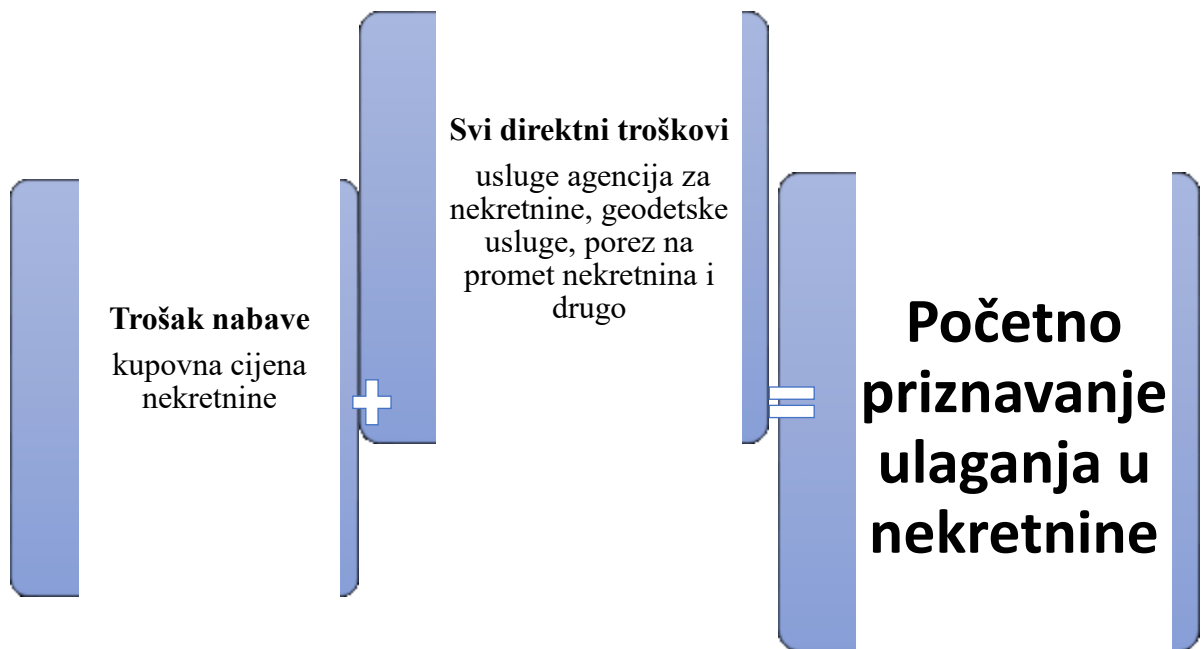 Trošak nabave
kupovna cijena
nekretnine
+
Svi direktni troškovi
usluge agencija za
nekretnine, geodetske
usluge, porez na
promet nekretnina i
drugo
=
Početno
priznavanje
ulaganja u
nekretnine